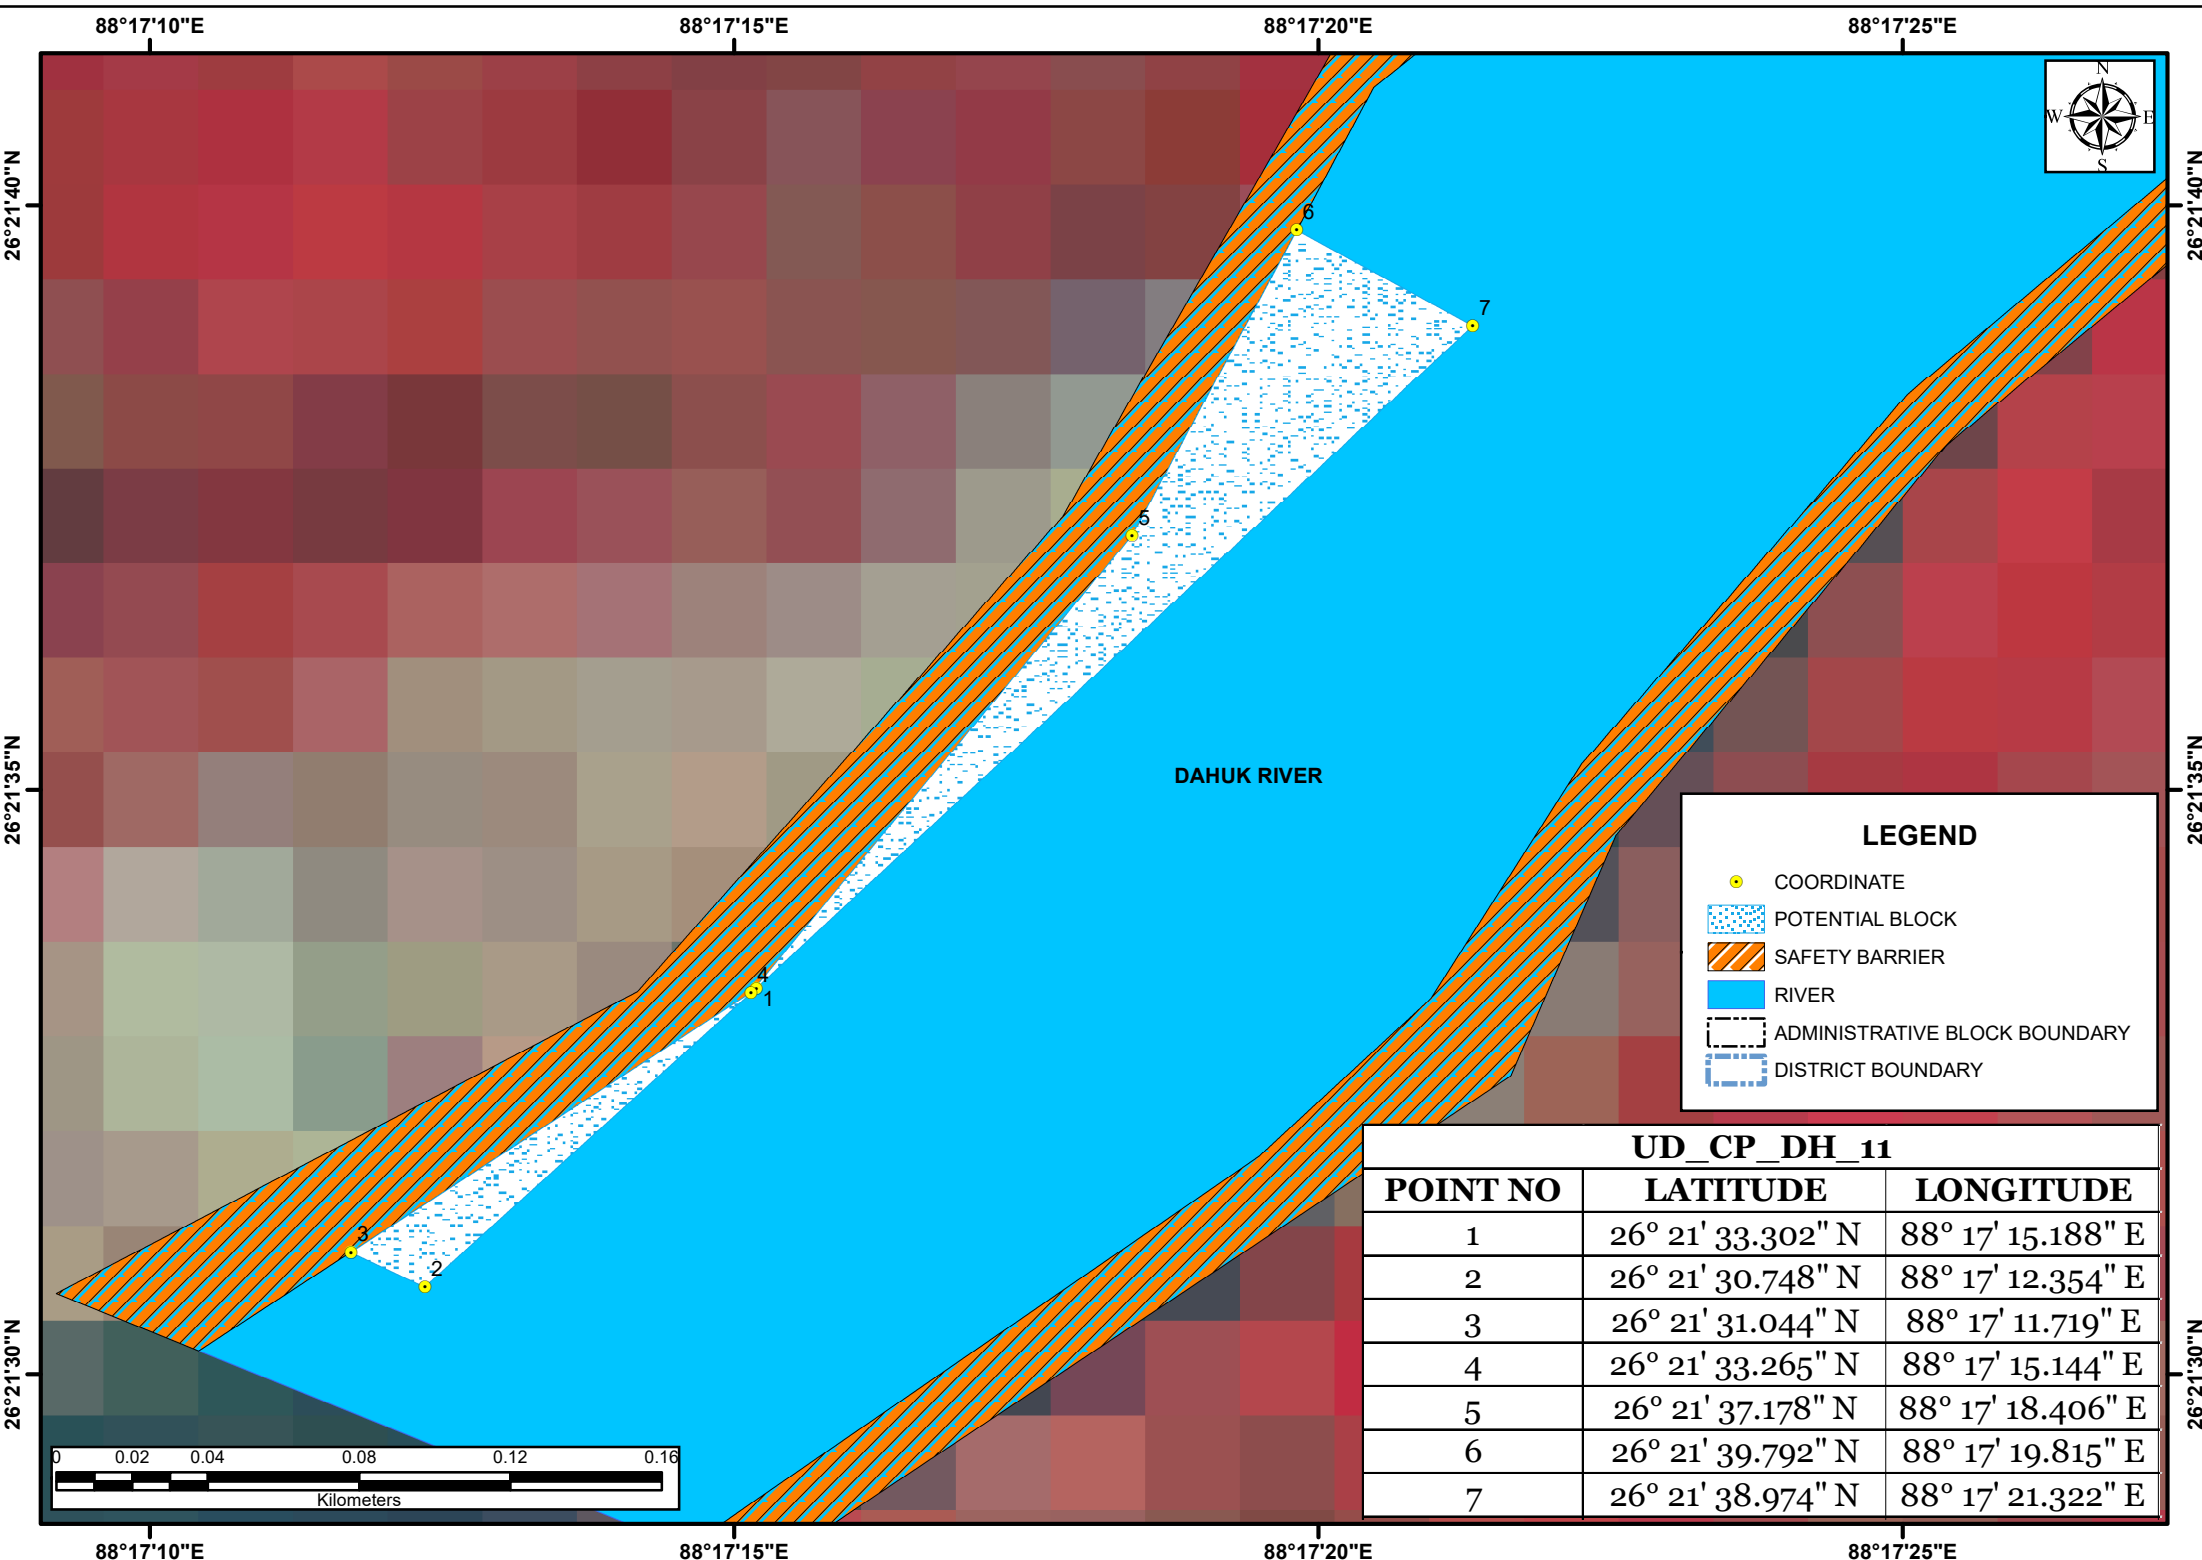 88°17'10"E 88°17'15"E 88°17'20"E 88°17'25"E
N
W E
S
26°21'40"N 26°21'40"N
6
7
5
26°21'35"N 26°21'35"N
DAHUK RIVER
LEGEND
COORDINATE
POTENTIAL BLOCK
SAFETY BARRIER
RIVER
ADMINISTRATIVE BLOCK BOUNDARY
DISTRICT BOUNDARY
4
1
3
2
UD_CP_DH_11
POINT NO LATITUDE LONGITUDE
1 26° 21' 33.302" N 88° 17' 15.188" E
2 26° 21' 30.748" N 88° 17' 12.354" E
3 26° 21' 31.044" N 88° 17' 11.719" E
4 26° 21' 33.265" N 88° 17' 15.144" E
5 26° 21' 37.178" N 88° 17' 18.406" E
6 26° 21' 39.792" N 88° 17' 19.815" E
7 26° 21' 38.974" N 88° 17' 21.322" E
26°21'30"N 26°21'30"N
0 0.02 0.04 0.08 0.12 0.16
Kilometers
88°17'10"E 88°17'15"E 88°17'20"E 88°17'25"E